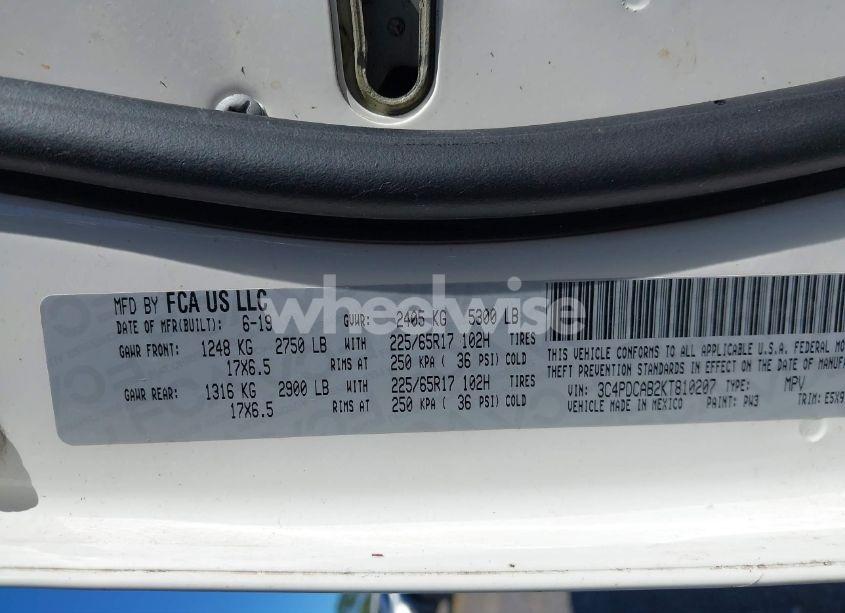 MFD BY FCA US LLC
DATE OF MFR(BUILT): 6-19 GVWR: 2405 KG 5300 LB
GAWR FRONT: 1248 KG 2750 LB WITH 225/65R17 102H TIRES
17X6.5 RIMS AT 250 KPA ( 36 PSI) COLD
GAWR REAR: 1316 KG 2900 LB WITH 225/65R17 102H TIRES
17X6.5 RIMS AT 250 KPA ( 36 PSI) COLD
THIS VEHICLE CONFORMS TO ALL APPLICABLE U.S.A. FEDERAL MO
THEFT PREVENTION STANDARDS IN EFFECT ON THE DATE OF MANUFA
VIN: 3C4PDCAB2KT810207 TYPE: MPV
VEHICLE MADE IN MEXICO PAINT: PW3 TRIM: E5X9
wheelwise